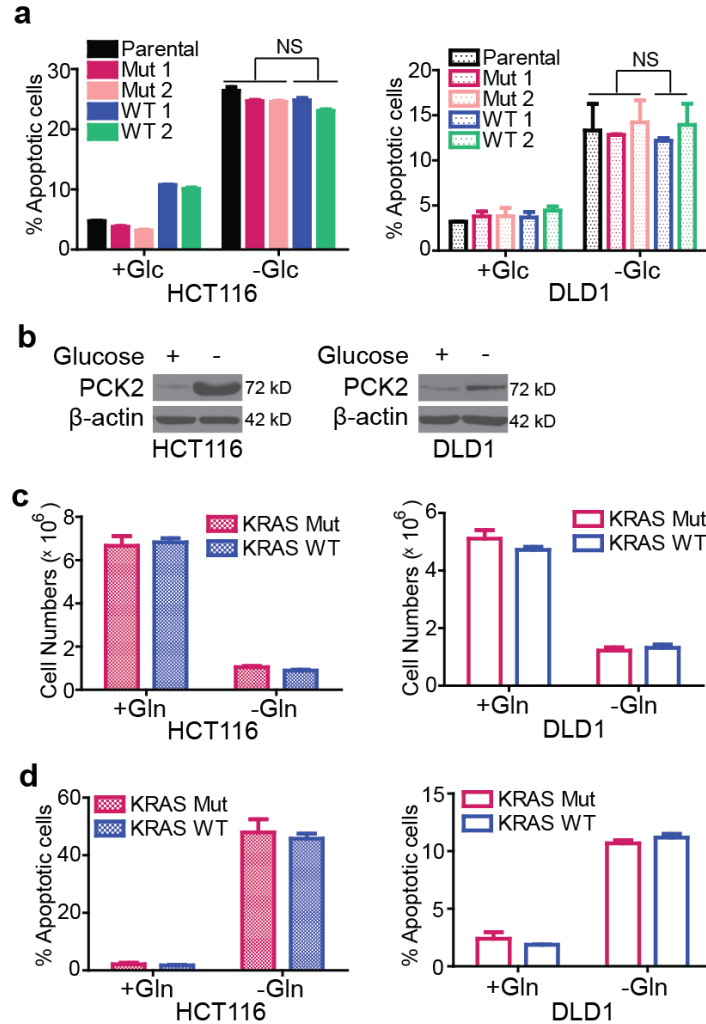 a
Parental
Mut 1
Mut 2
WT 1
WT 2
NS
% Apoptotic cells
30
20
10
0
+Glc
-Glc
HCT116
Parental
Mut 1
Mut 2
WT 1
WT 2
NS
% Apoptotic cells
20
15
10
5
0
+Glc
-Glc
DLD1
b
Glucose + -
PCK2 72 kD
β-actin 42 kD
HCT116
Glucose + -
PCK2 72 kD
β-actin 42 kD
DLD1
c
KRAS Mut
KRAS WT
Cell Numbers (× 10⁶ )
8
6
4
2
0
+Gln
-Gln
HCT116
KRAS Mut
KRAS WT
Cell Numbers (× 10⁶ )
6
4
2
0
+Gln
-Gln
DLD1
d
KRAS Mut
KRAS WT
% Apoptotic cells
60
40
20
0
+Gln
-Gln
HCT116
KRAS Mut
KRAS WT
% Apoptotic cells
15
10
5
0
+Gln
-Gln
DLD1